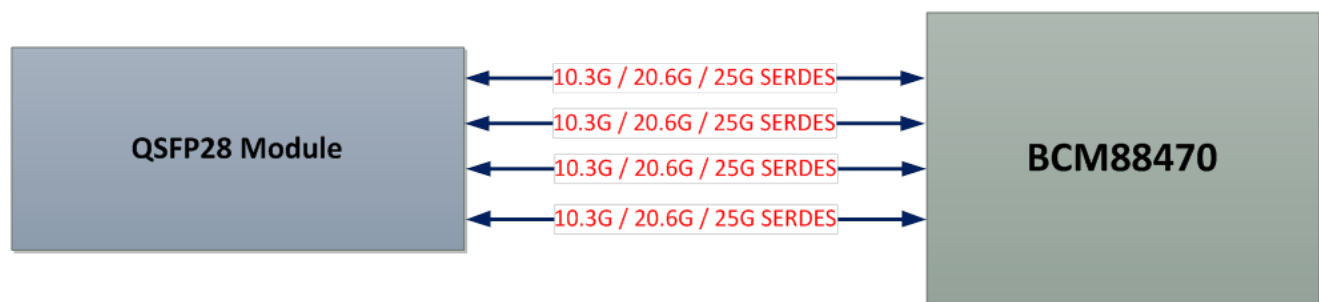 10.3G / 20.6G / 25G SERDES
10.3G / 20.6G / 25G SERDES
QSFP28 Module
BCM88470
10.3G / 20.6G / 25G SERDES
10.3G / 20.6G / 25G SERDES